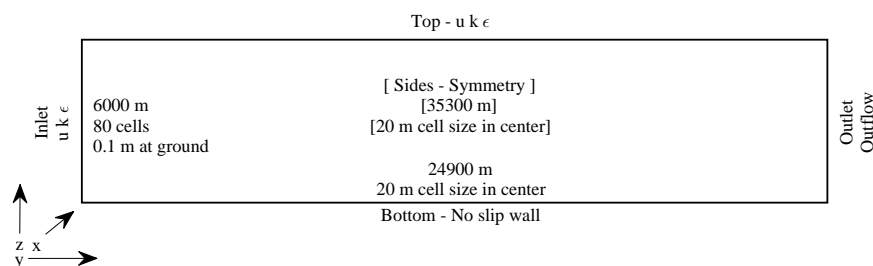 Top - u k ϵ
Inlet
u k ϵ
6000 m
80 cells
0.1 m at ground
[ Sides - Symmetry ]
[35300 m]
[20 m cell size in center]
24900 m
20 m cell size in center
Outlet
Outflow
Bottom - No slip wall
z x
y